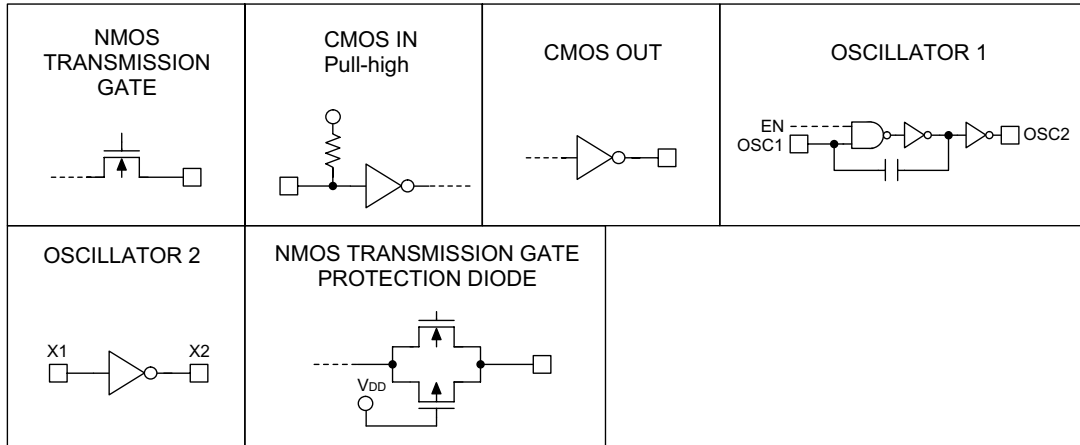 NMOS
TRANSMISSION
GATE
CMOS IN
Pull-high
CMOS OUT
OSCILLATOR 1
EN
OSC1
OSC2
OSCILLATOR 2
X1
X2
NMOS TRANSMISSION GATE
PROTECTION DIODE
VDD